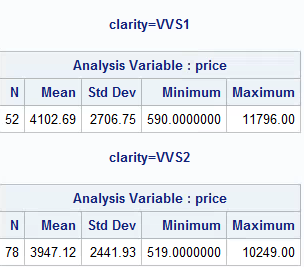 clarity=VVS1
Analysis Variable : price
N Mean Std Dev Minimum Maximum
52 4102.69 2706.75 590.0000000 11796.00
clarity=VVS2
Analysis Variable : price
N Mean Std Dev Minimum Maximum
78 3947.12 2441.93 519.0000000 10249.00